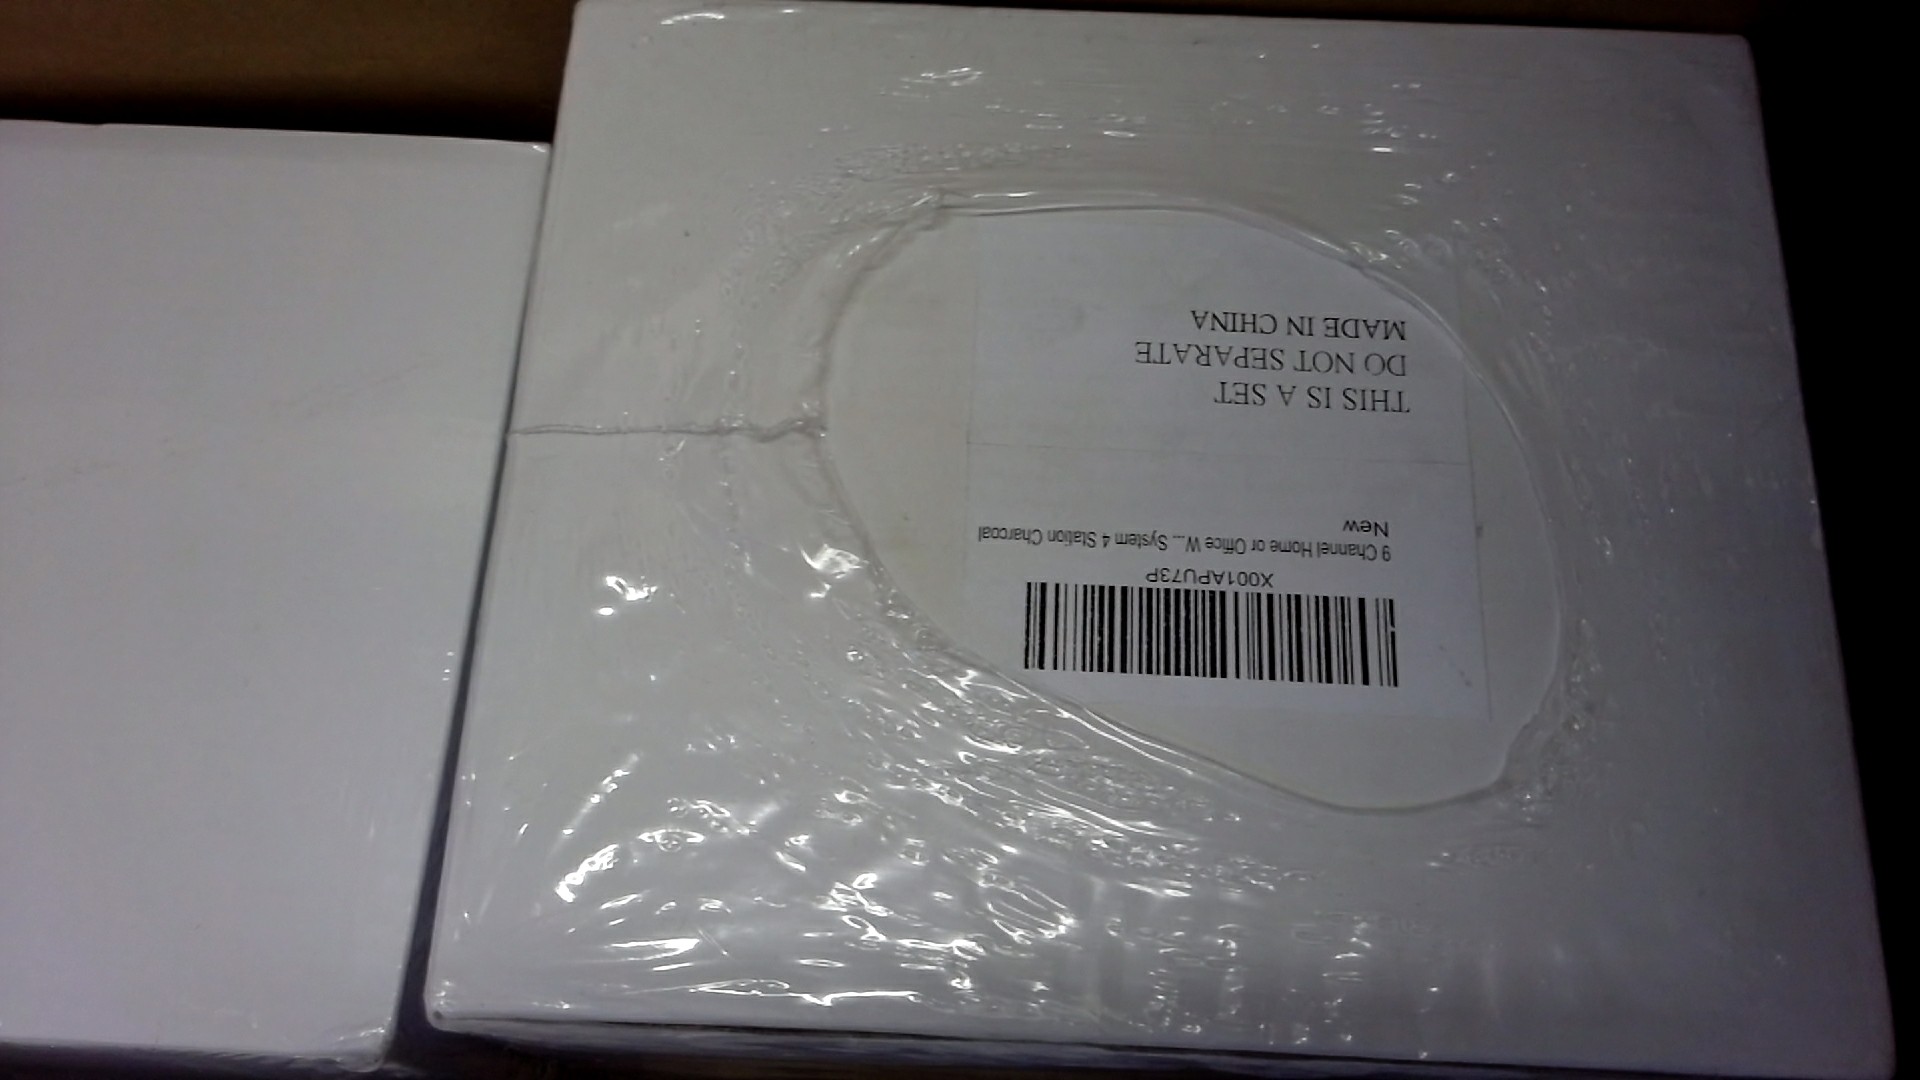 X001APU73P
9 Channel Home or Office W... System 4 Station Charcoal
New
THIS IS A SET
DO NOT SEPARATE
MADE IN CHINA